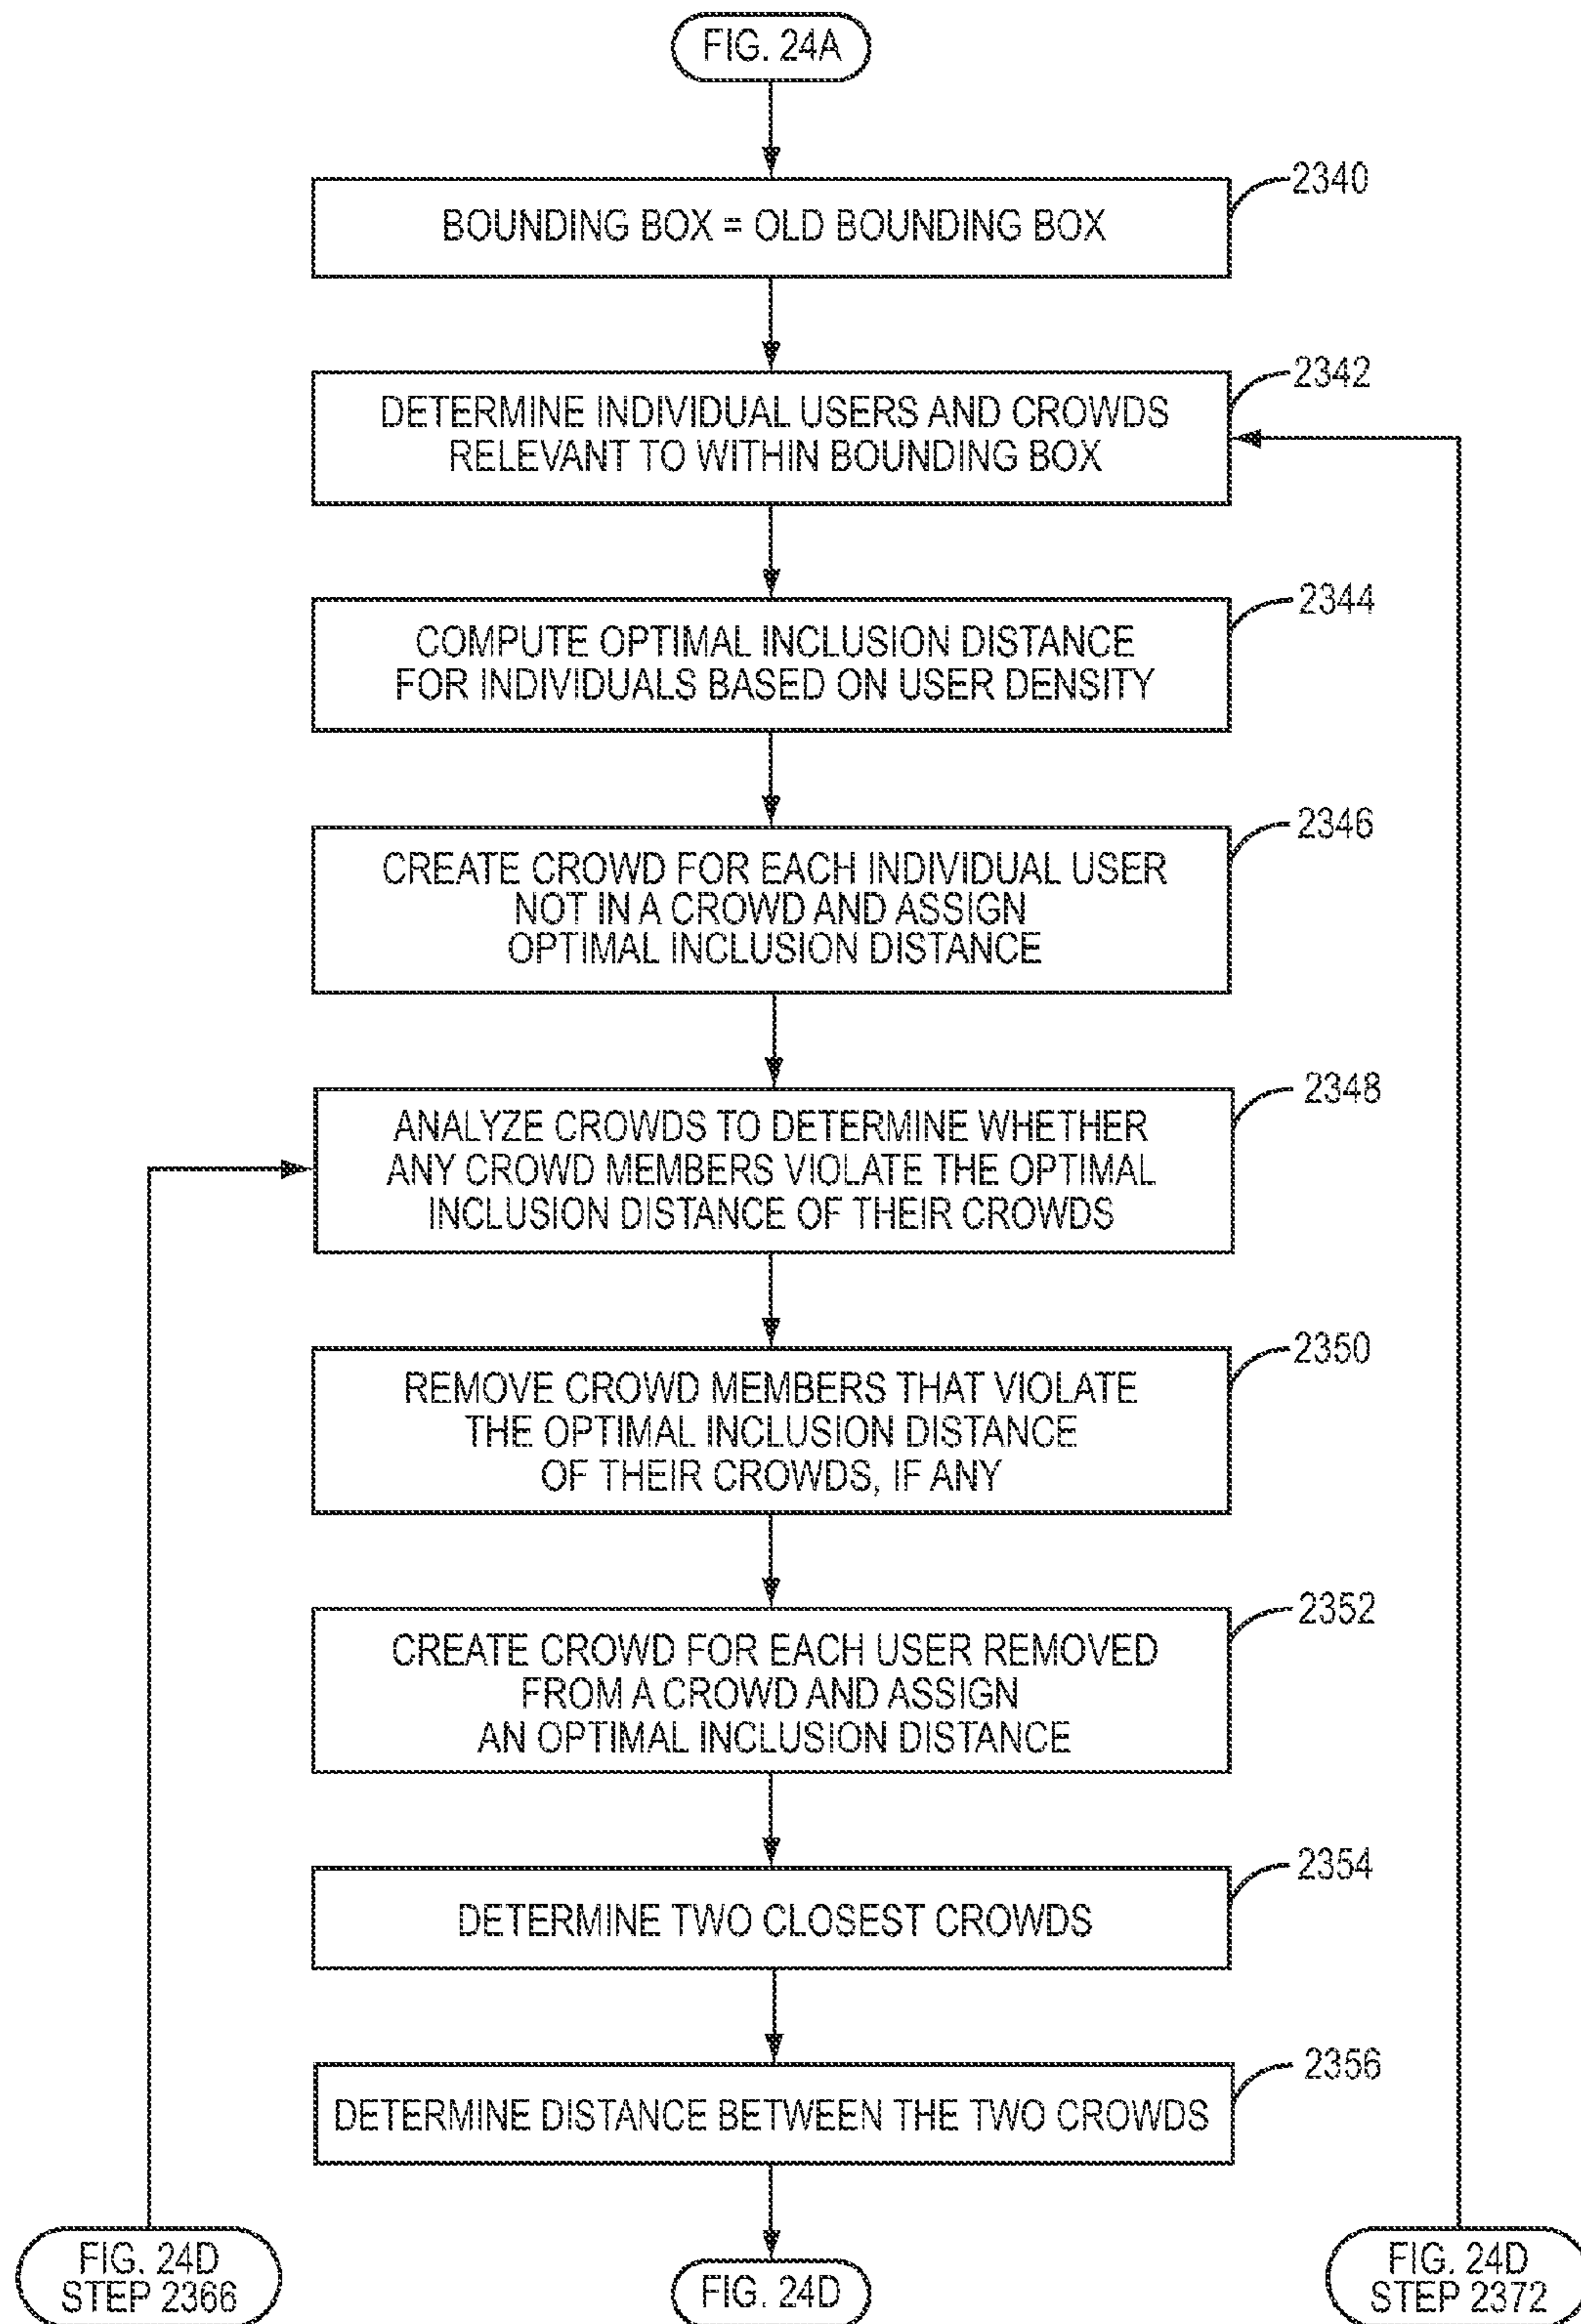 FIG. 24A
2340
BOUNDING BOX = OLD BOUNDING BOX
2342
DETERMINE INDIVIDUAL USERS AND CROWDS
RELEVANT TO WITHIN BOUNDING BOX
2344
COMPUTE OPTIMAL INCLUSION DISTANCE
FOR INDIVIDUALS BASED ON USER DENSITY
2346
CREATE CROWD FOR EACH INDIVIDUAL USER
NOT IN A CROWD AND ASSIGN
OPTIMAL INCLUSION DISTANCE
2348
ANALYZE CROWDS TO DETERMINE WHETHER
ANY CROWD MEMBERS VIOLATE THE OPTIMAL
INCLUSION DISTANCE OF THEIR CROWDS
2350
REMOVE CROWD MEMBERS THAT VIOLATE
THE OPTIMAL INCLUSION DISTANCE
OF THEIR CROWDS, IF ANY
2352
CREATE CROWD FOR EACH USER REMOVED
FROM A CROWD AND ASSIGN
AN OPTIMAL INCLUSION DISTANCE
2354
DETERMINE TWO CLOSEST CROWDS
2356
DETERMINE DISTANCE BETWEEN THE TWO CROWDS
FIG. 24D
STEP 2366
FIG. 24D
FIG. 24D
STEP 2372